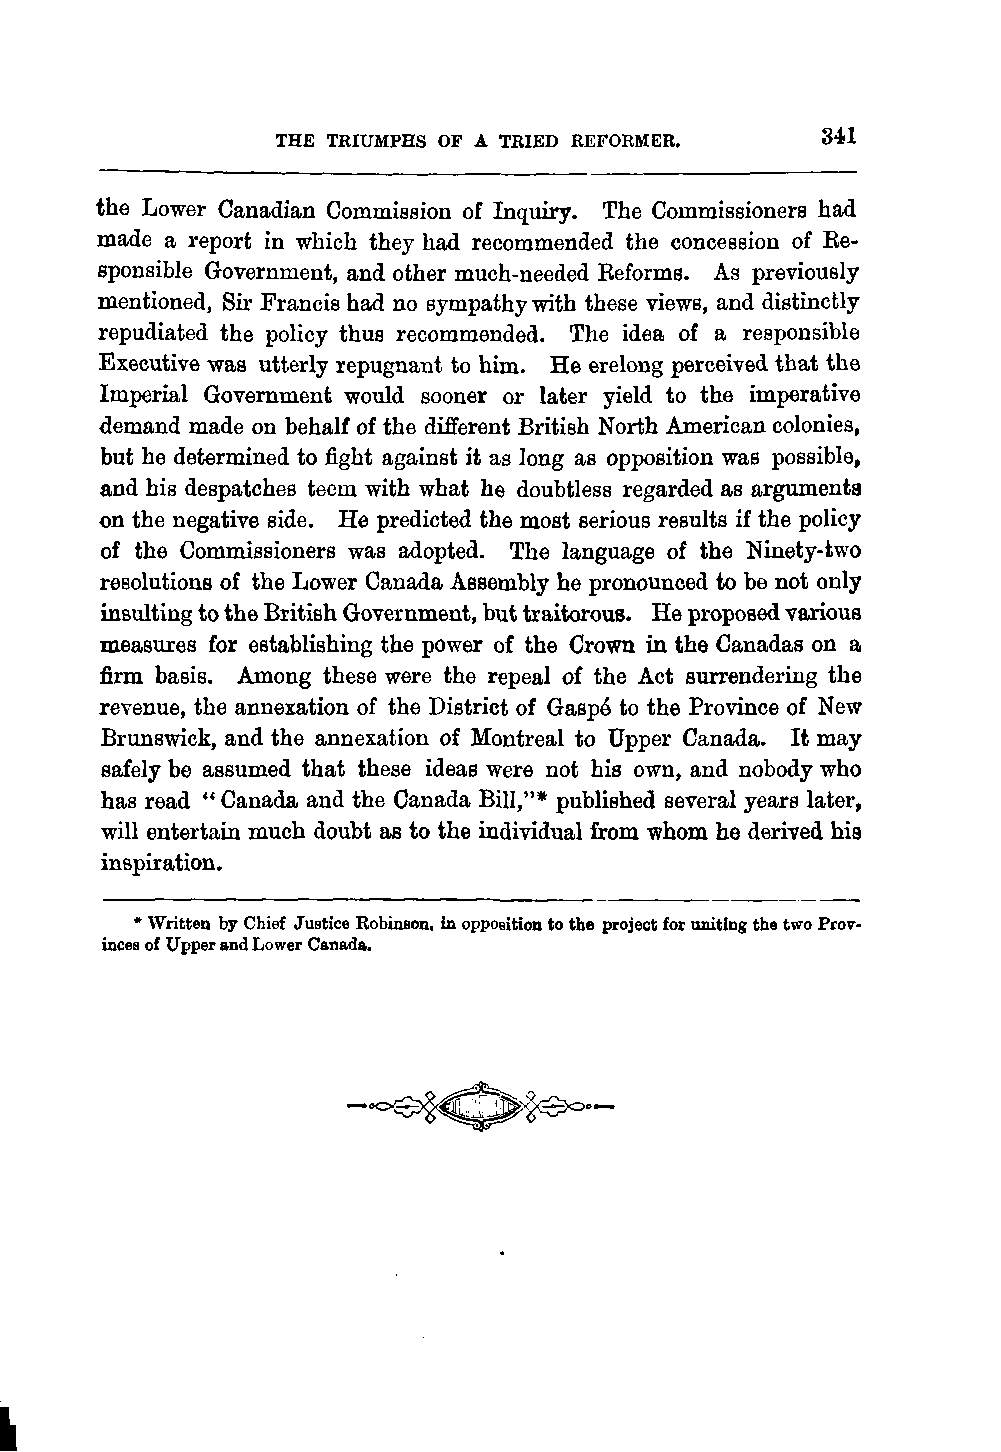 THE TRIUMPHS OF A TRIED REFORMER. 341
the Lower Canadian Commission of Inquiry. The Commissioners had
made a report in which they had recommended the concession of Re-
sponsible Government, and other much-needed Reforms. As previously
mentioned, Sir Francis had no sympathy with these views, and distinctly
repudiated the policy thus recommended. The idea of a responsible
Executive was utterly repugnant to him. He erelong perceived that the
Imperial Government would sooner or later yield to the imperative
demand made on behalf of the different British North American colonies,
but he determined to fight against it as long as opposition was possible,
and his despatches teem with what he doubtless regarded as arguments
on the negative side. He predicted the most serious results if the policy
of the Commissioners was adopted. The language of the Ninety-two
resolutions of the Lower Canada Assembly he pronounced to be not only
insulting to the British Government, but traitorous. He proposed various
measures for establishing the power of the Crown in the Canadas on a
firm basis. Among these were the repeal of the Act surrendering the
revenue, the annexation of the District of Gaspé to the Province of New
Brunswick, and the annexation of Montreal to Upper Canada. It may
safely be assumed that these ideas were not his own, and nobody who
has read "Canada and the Canada Bill,"* published several years later,
will entertain much doubt as to the individual from whom he derived his
inspiration.
* Written by Chief Justice Robinson, in opposition to the project for uniting the two Prov-
inces of Upper and Lower Canada.